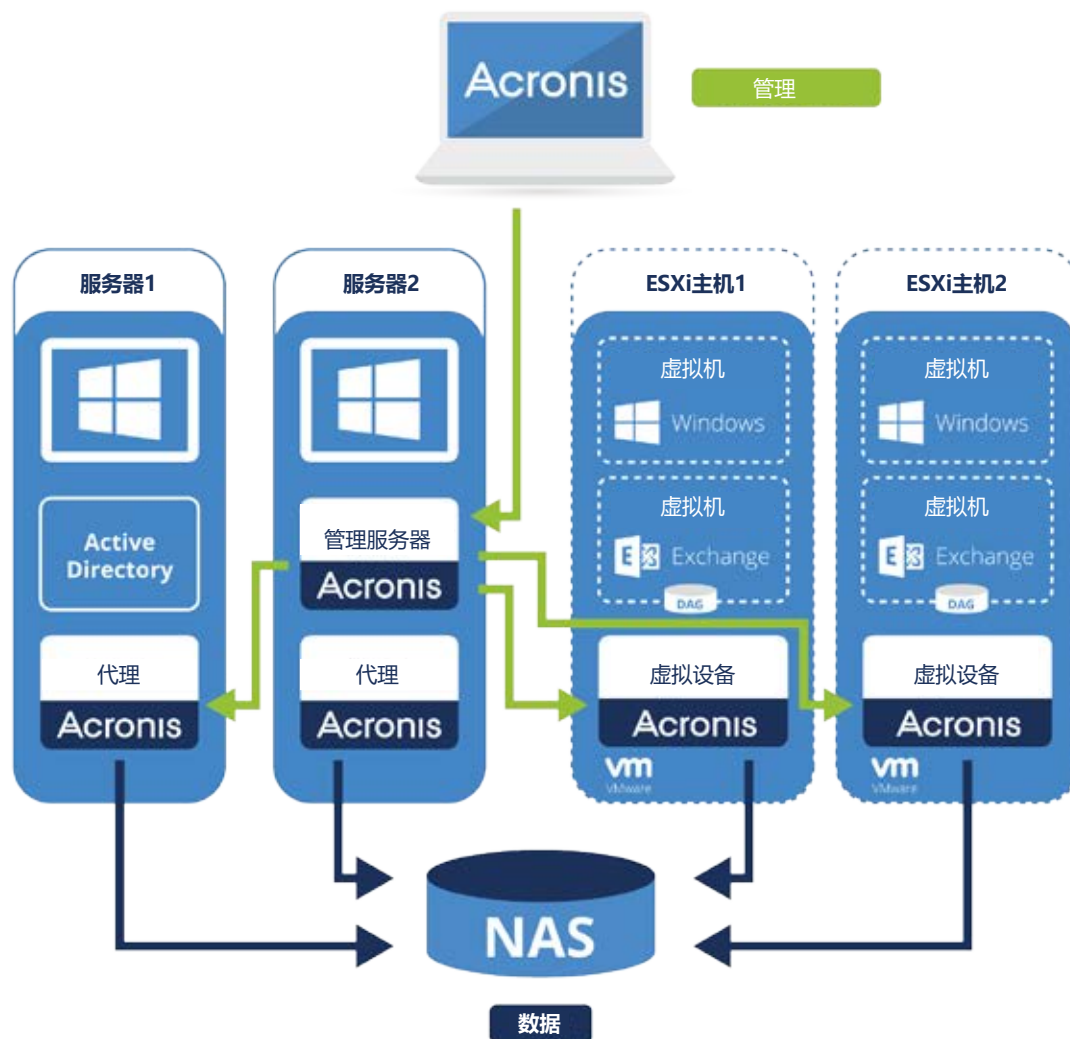 Acronis
管理
服务器1
服务器2
ESXi主机1
ESXi主机2
Active
Directory
代理
Acronis
管理服务器
Acronis
代理
Acronis
虚拟机
Windows
虚拟机
E Exchange
DAG
虚拟设备
Acronis
vm
VMware
虚拟机
Windows
虚拟机
E Exchange
DAG
虚拟设备
Acronis
vm
VMware
NAS
数据